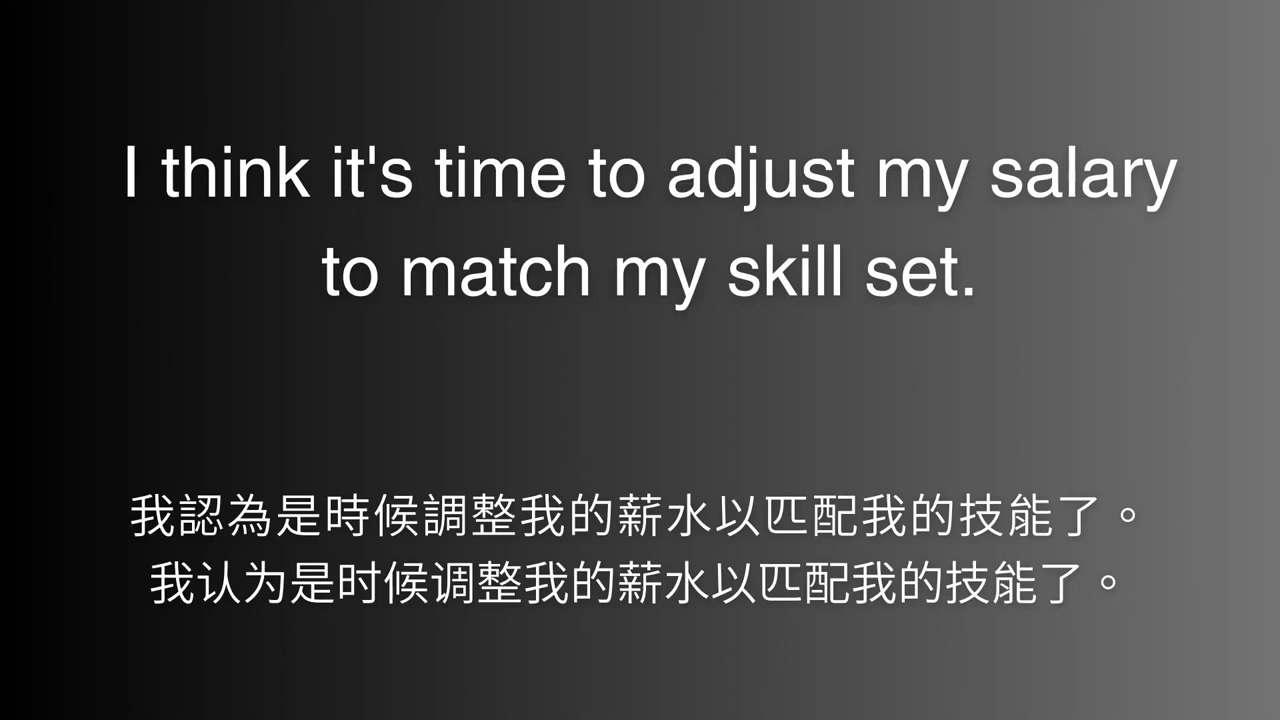 I think it's time to adjust my salary
to match my skill set.
我認為是時候調整我的薪水以匹配我的技能了。
我认为是时候调整我的薪水以匹配我的技能了。